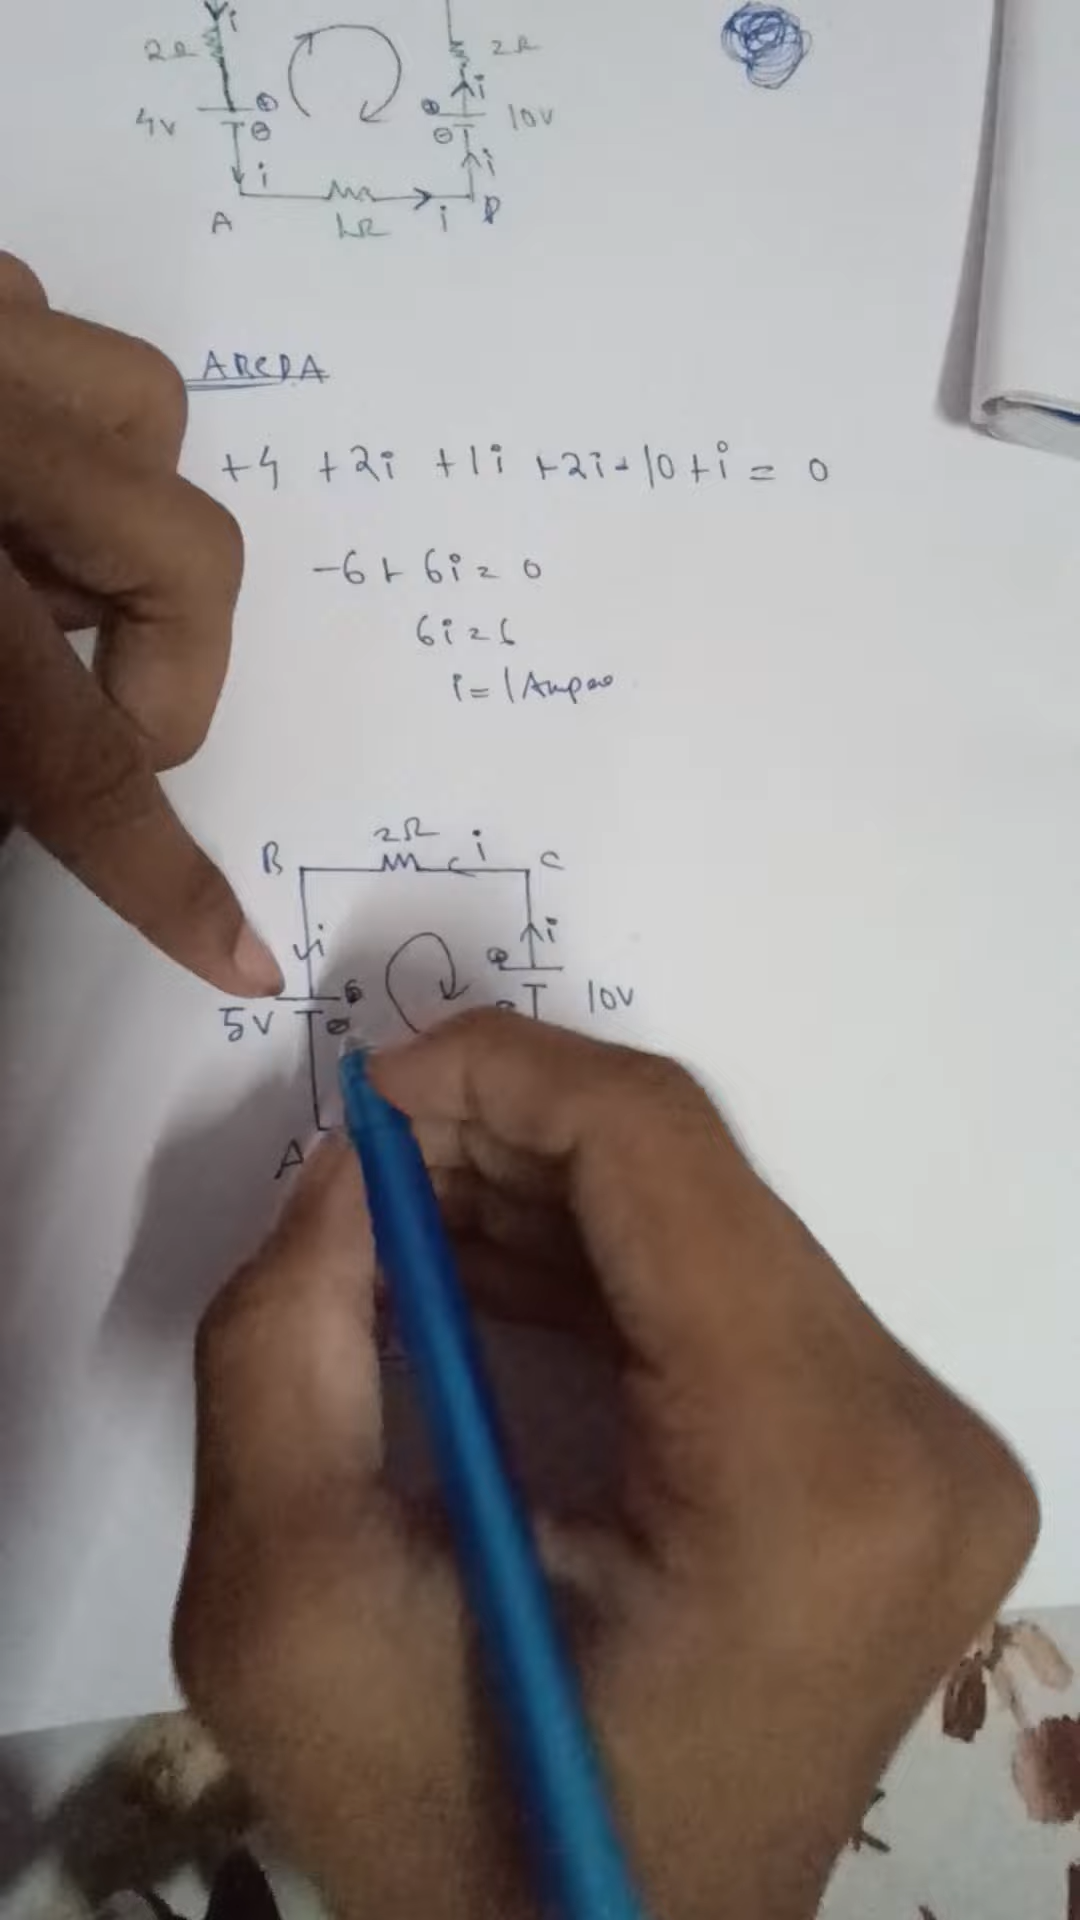 i
2Ω 2Ω
i
⊕ ⊕
4V 10V
⊖ ⊖
i i
A 1Ω i D
ABCDA
+4 +2i +1i +2i -10 +i = 0
-6 + 6i = 0
6i = 6
i = 1 Ampere
2Ω
B i C
i i
⊕
5V 10V
⊖
A